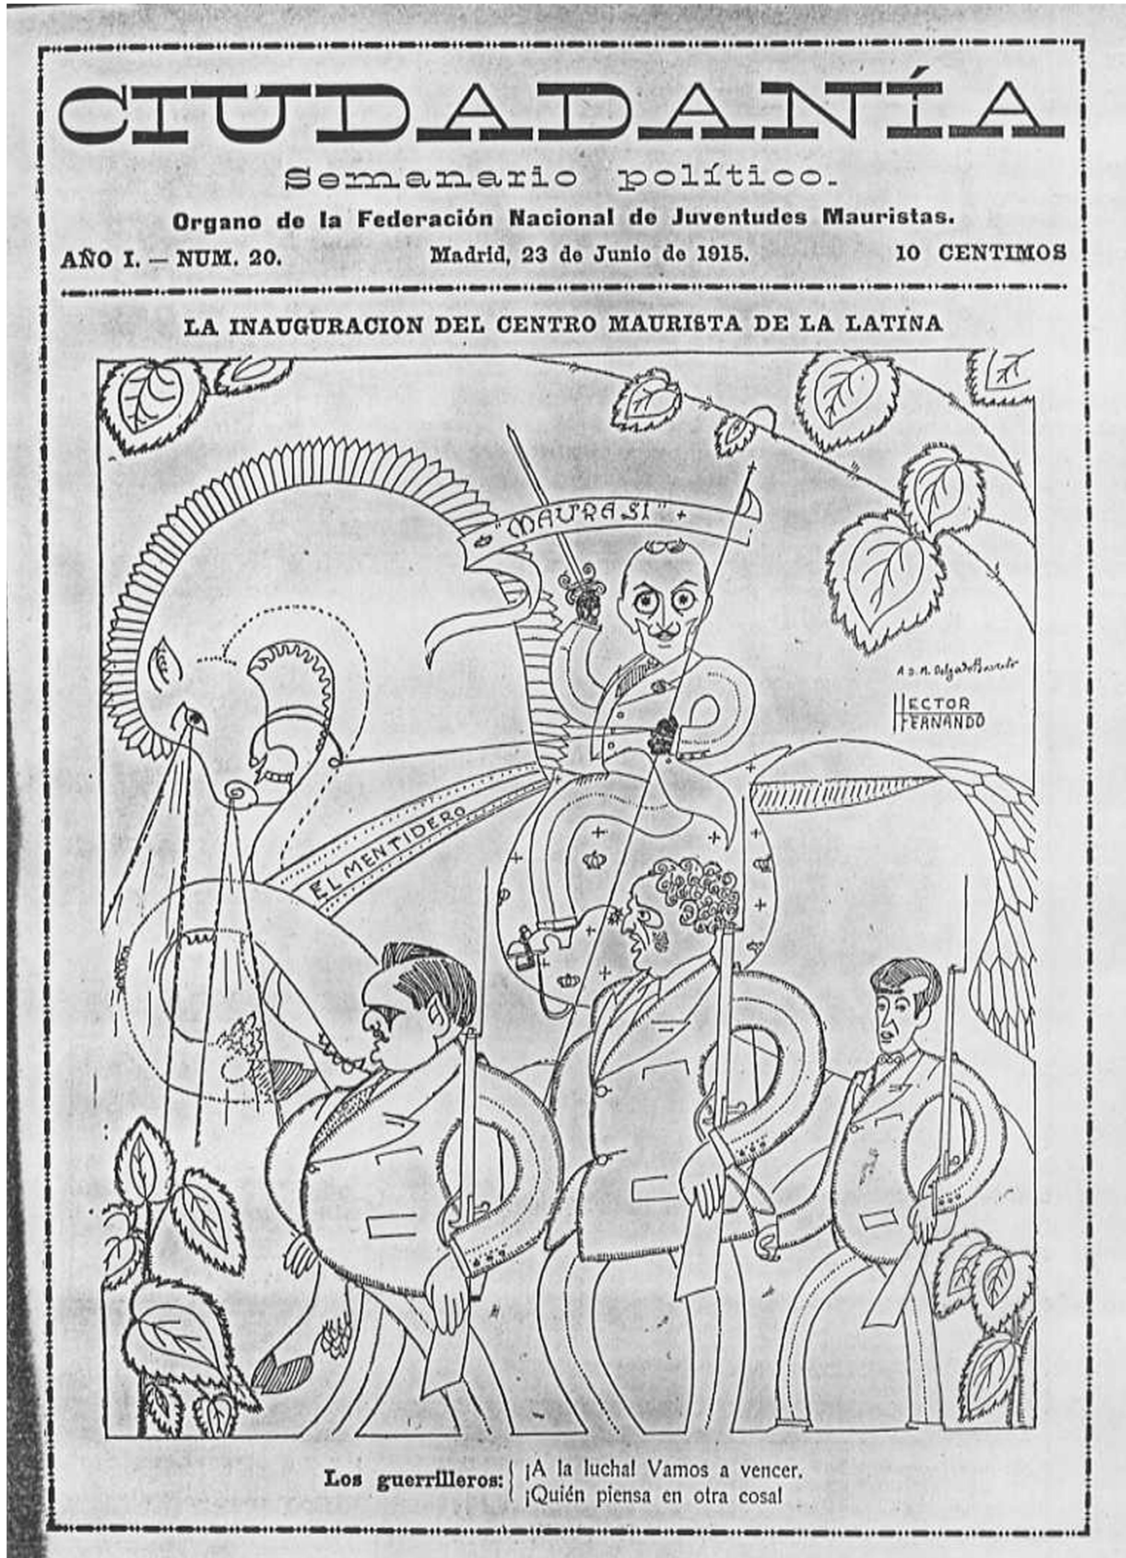 CIUDADANÍA
Semanario político.
Organo de la Federación Nacional de Juventudes Mauristas.
AÑO I. — NUM. 20. Madrid, 23 de Junio de 1915. 10 CENTIMOS
LA INAUGURACION DEL CENTRO MAURISTA DE LA LATINA
"MAURA SI"
A D. M. Delgado Barreto
HECTOR
FERNANDO
EL MENTIDERO
Los guerrilleros: ¡A la lucha! Vamos a vencer.
¡Quién piensa en otra cosa!